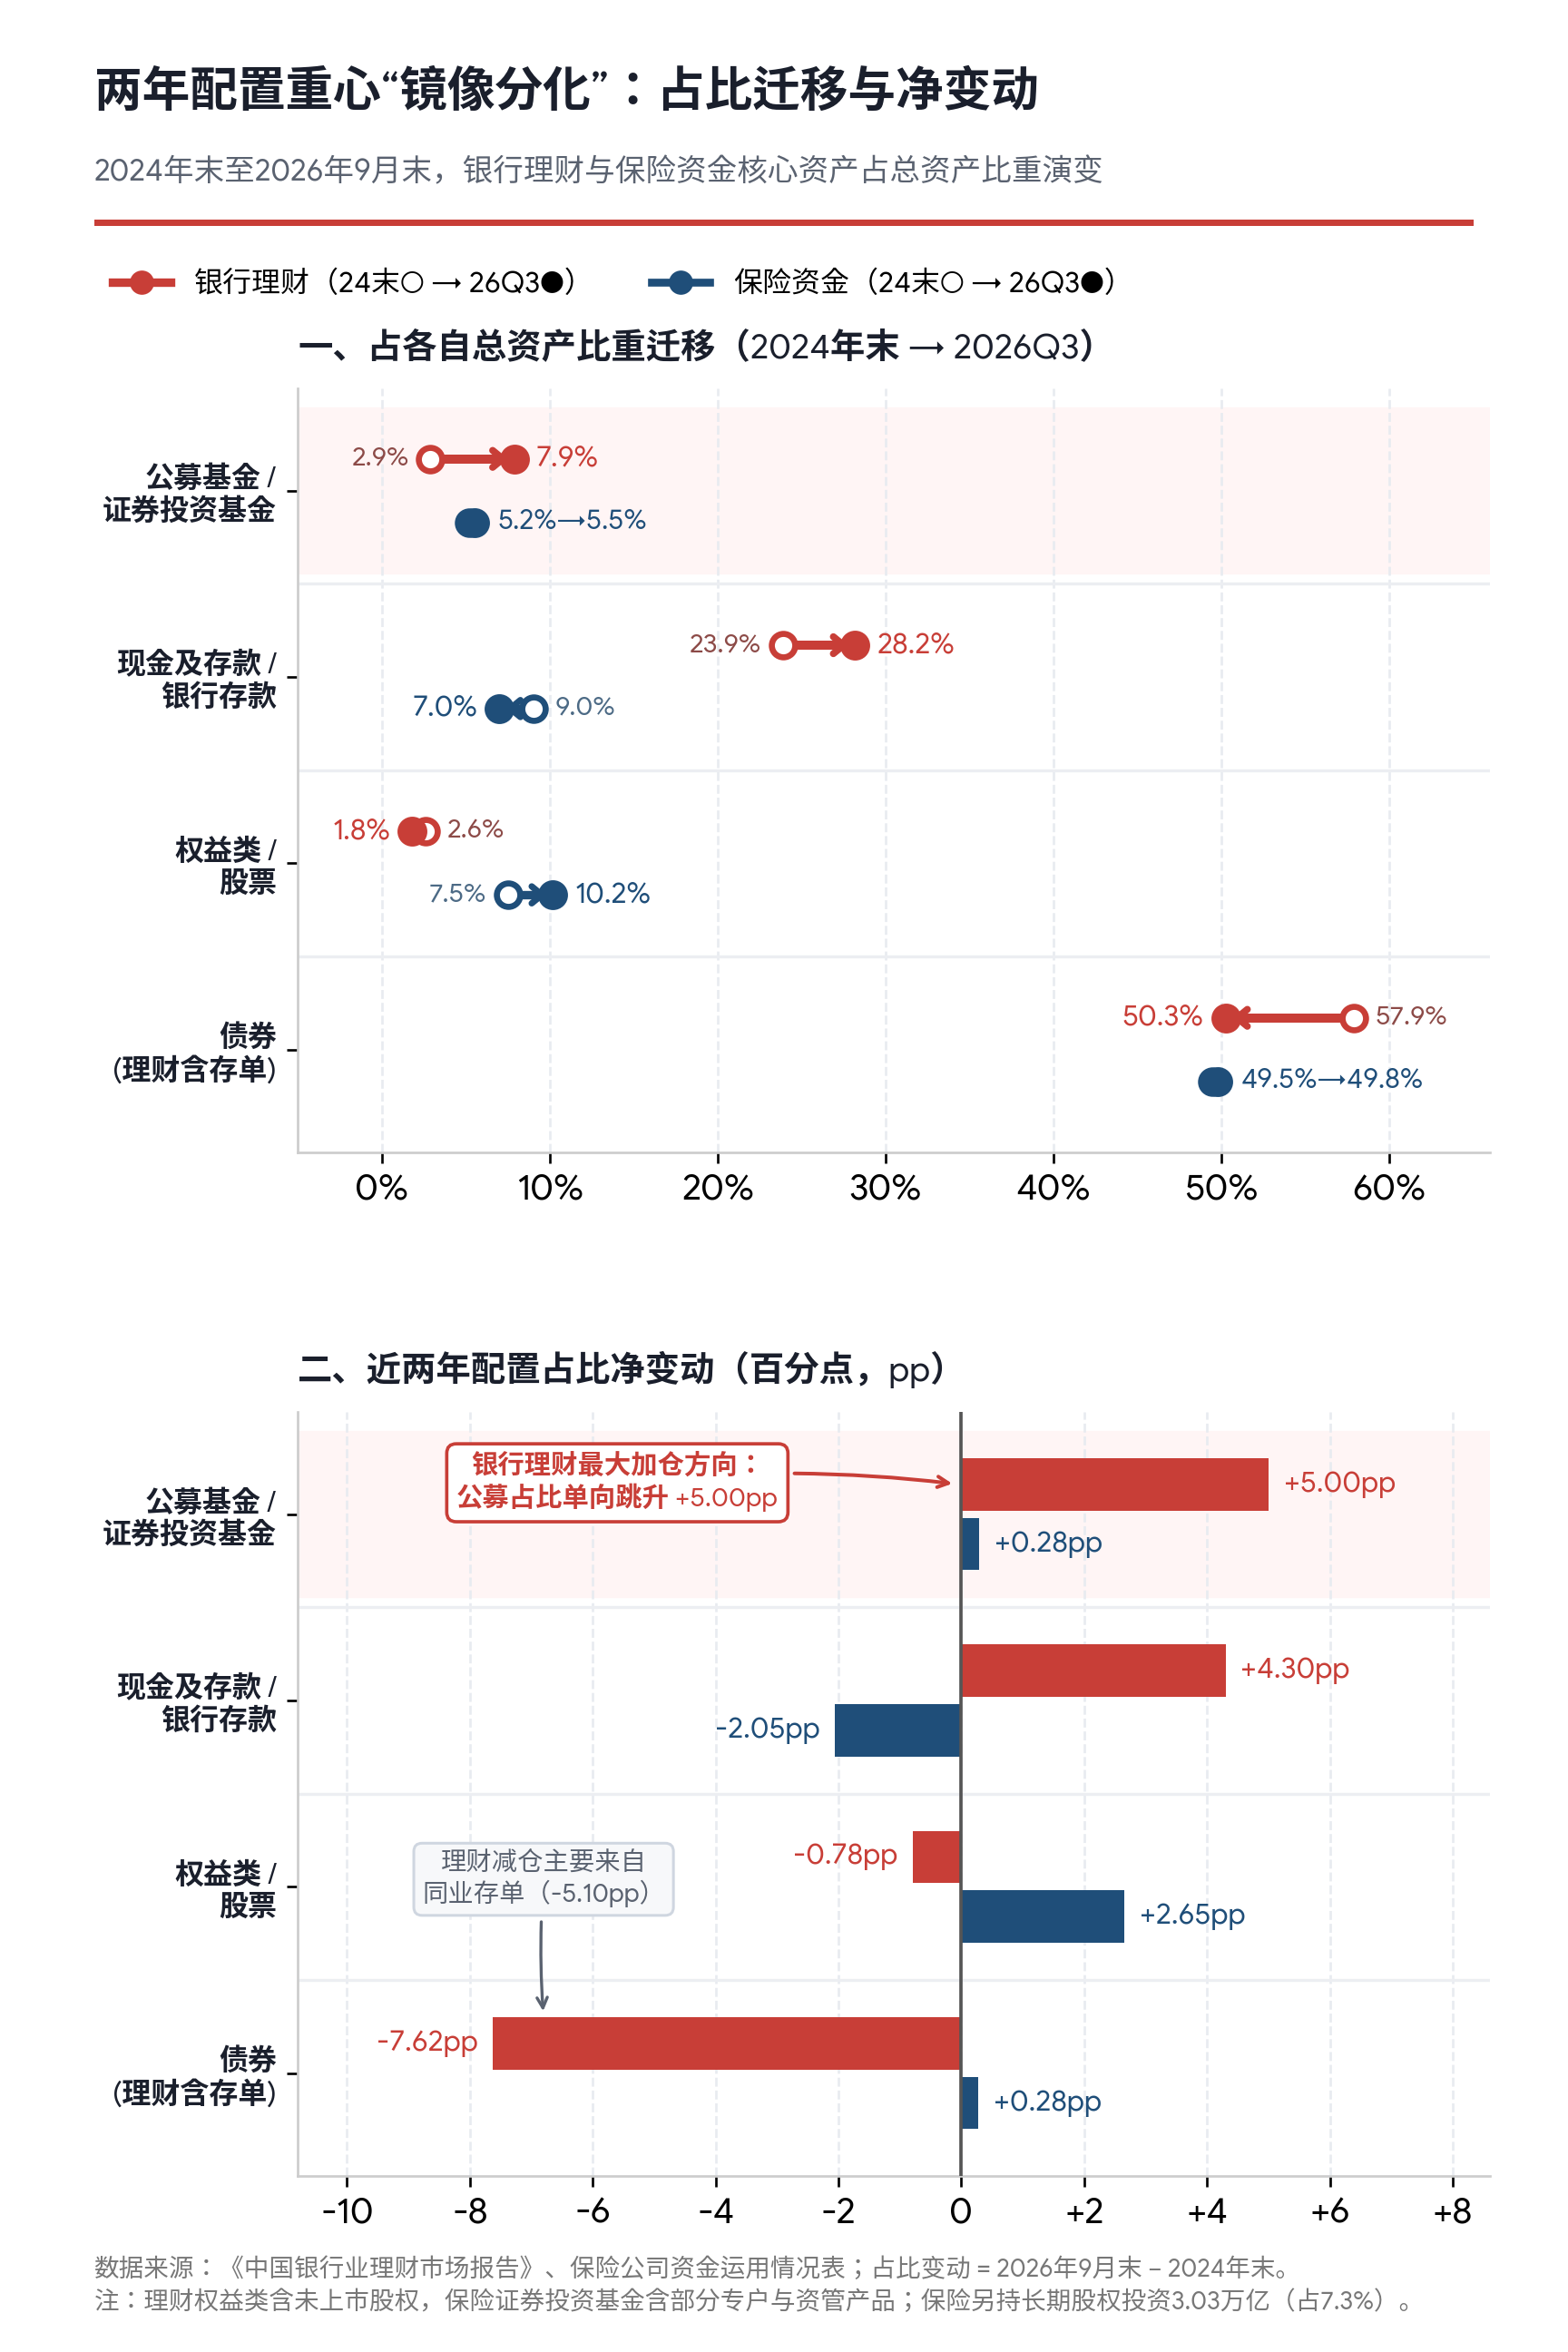 两年配置重心“镜像分化”：占比迁移与净变动
2024年末至2026年9月末，银行理财与保险资金核心资产占总资产比重演变
银行理财（24末○ → 26Q3●）
保险资金（24末○ → 26Q3●）
一、占各自总资产比重迁移（2024年末 → 2026Q3）
公募基金 /
证券投资基金
2.9%
7.9%
5.2%→5.5%
现金及存款 /
银行存款
23.9%
28.2%
7.0%
9.0%
权益类 /
股票
1.8%
2.6%
7.5%
10.2%
债券
(理财含存单)
50.3%
57.9%
49.5%→49.8%
0%
10%
20%
30%
40%
50%
60%
二、近两年配置占比净变动（百分点，pp）
公募基金 /
证券投资基金
银行理财最大加仓方向：
公募占比单向跳升 +5.00pp
+5.00pp
+0.28pp
现金及存款 /
银行存款
+4.30pp
-2.05pp
权益类 /
股票
理财减仓主要来自
同业存单（-5.10pp）
-0.78pp
+2.65pp
债券
(理财含存单)
-7.62pp
+0.28pp
-10
-8
-6
-4
-2
0
+2
+4
+6
+8
数据来源：《中国银行业理财市场报告》、保险公司资金运用情况表；占比变动 = 2026年9月末 – 2024年末。
注：理财权益类含未上市股权，保险证券投资基金含部分专户与资管产品；保险另持长期股权投资3.03万亿（占7.3%）。